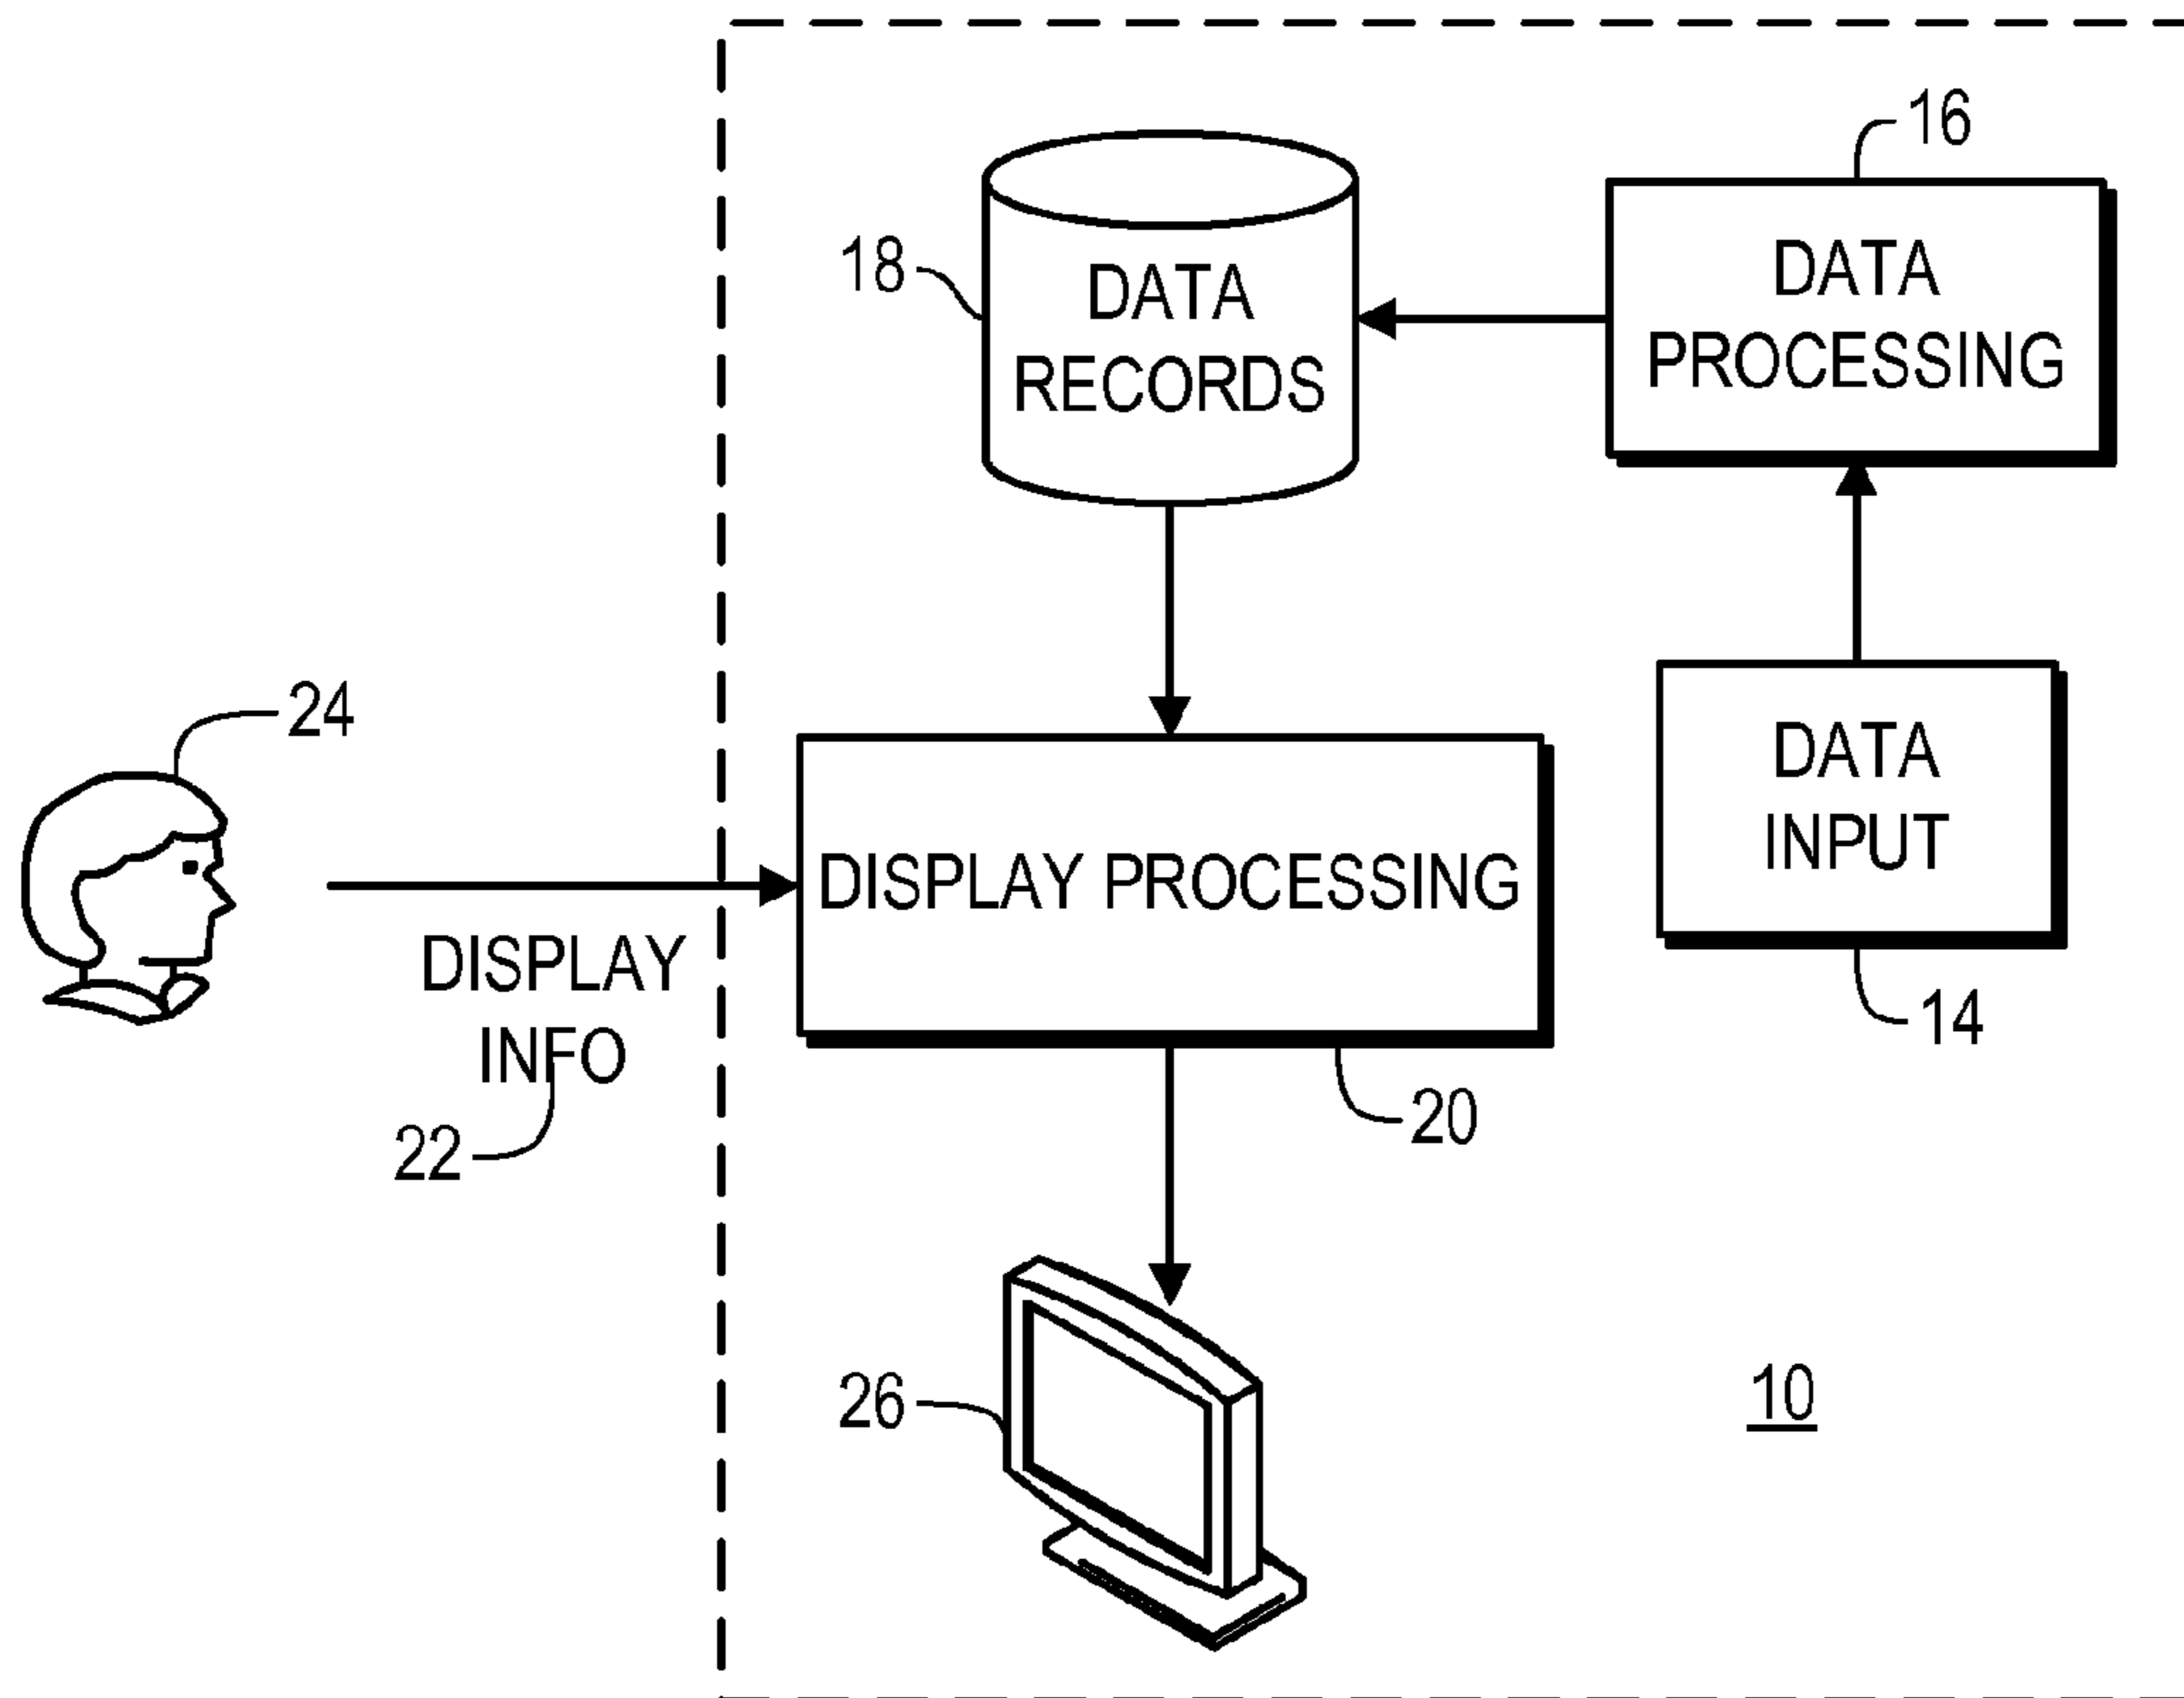 16
18
DATA
RECORDS
DATA
PROCESSING
24
DATA
INPUT
DISPLAY PROCESSING
DISPLAY
INFO
14
22
20
26
10